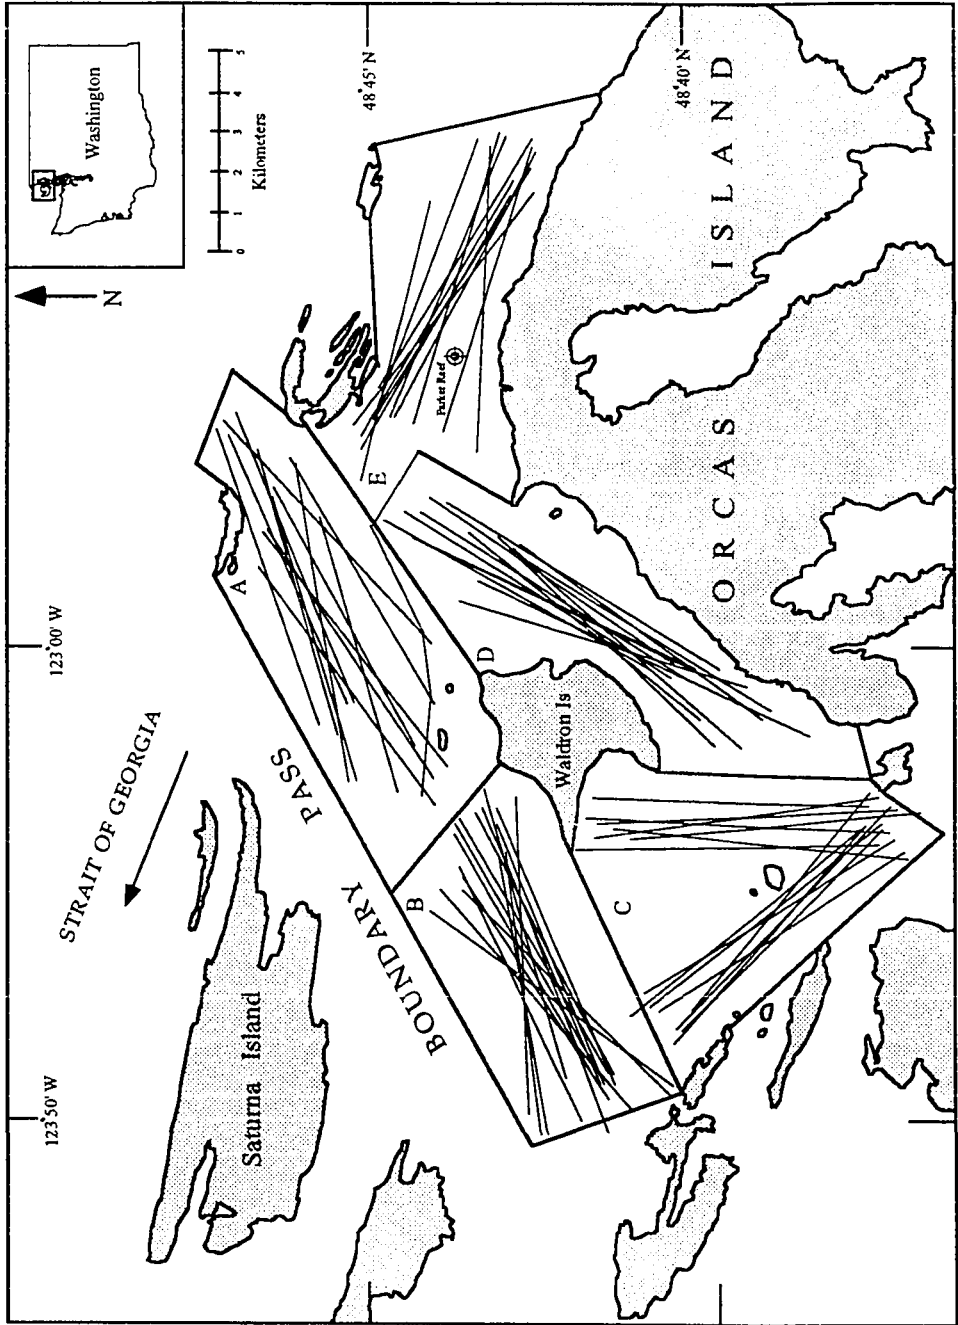 Washington
0 1 2 3 4 5
Kilometers
N
48°45' N
48°40' N
123°00' W
123°50' W
STRAIT OF GEORGIA
BOUNDARY PASS
Saturna Island
Waldron Is
Parker Reef
ORCAS ISLAND
A
B
C
D
E